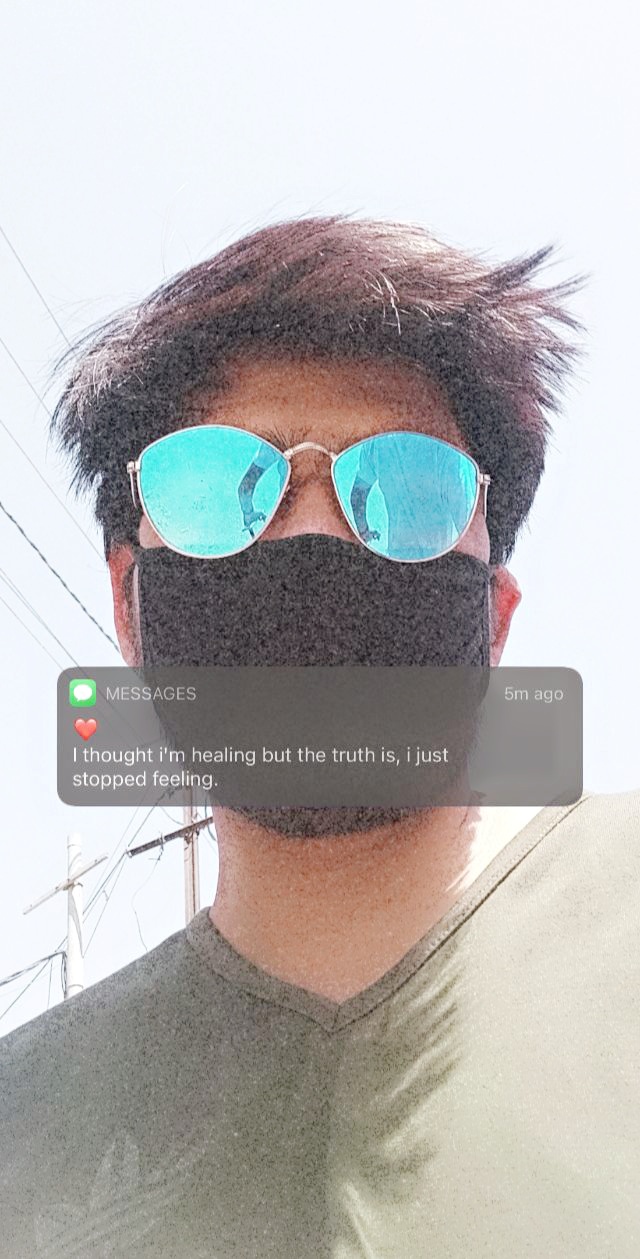 MESSAGES 5m ago
❤️
I thought i'm healing but the truth is, i just
stopped feeling.